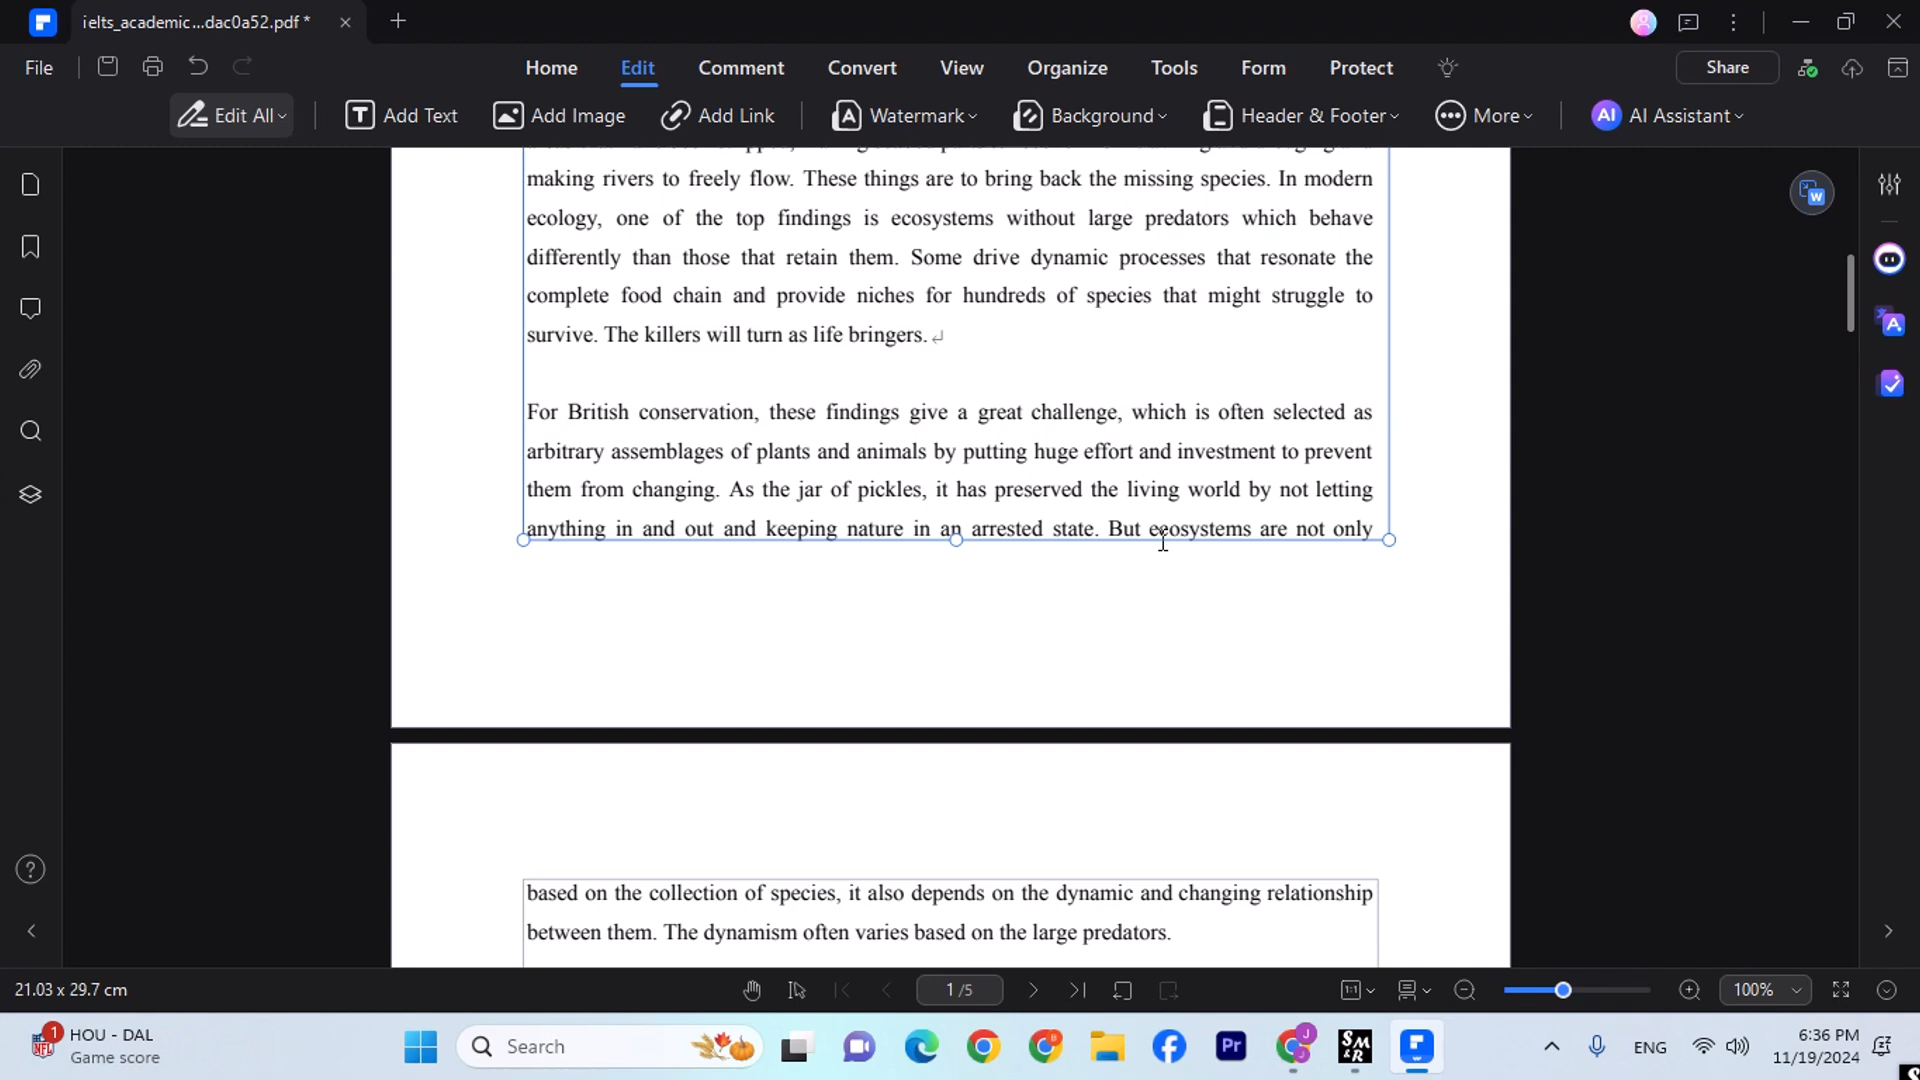 ielts_academic...dac0a52.pdf *
File
Home
Edit
Comment
Convert
View
Organize
Tools
Form
Protect
Share
Edit All
Add Text
Add Image
Add Link
Watermark
Background
Header & Footer
More
AI
AI Assistant
making rivers to freely flow. These things are to bring back the missing species. In modern
ecology, one of the top findings is ecosystems without large predators which behave
differently than those that retain them. Some drive dynamic processes that resonate the
complete food chain and provide niches for hundreds of species that might struggle to
survive. The killers will turn as life bringers.
For British conservation, these findings give a great challenge, which is often selected as
arbitrary assemblages of plants and animals by putting huge effort and investment to prevent
them from changing. As the jar of pickles, it has preserved the living world by not letting
anything in and out and keeping nature in an arrested state. But ecosystems are not only
based on the collection of species, it also depends on the dynamic and changing relationship
between them. The dynamism often varies based on the large predators.
21.03 x 29.7 cm
1 /5
1:1
100%
1
HOU - DAL
Game score
Search
Pr
ENG
6:36 PM
11/19/2024